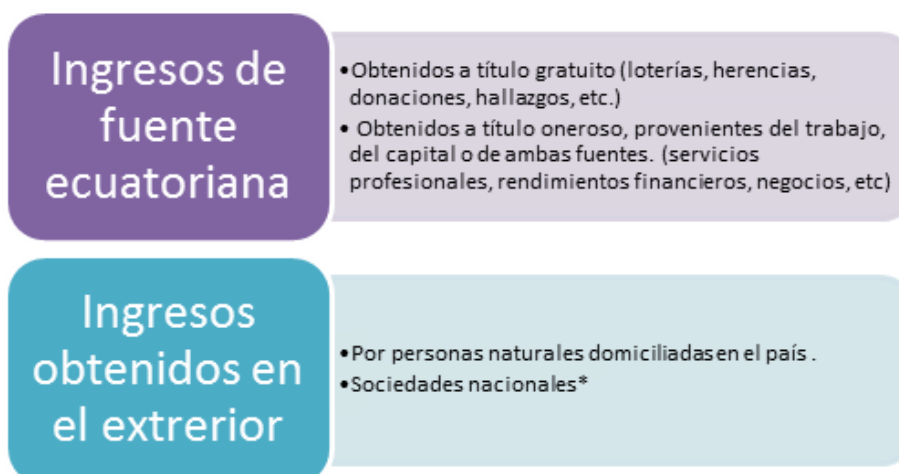 Ingresos de
fuente
ecuatoriana
•Obtenidos a título gratuito (loterías, herencias,
donaciones, hallazgos, etc.)
• Obtenidos a título oneroso, provenientes del trabajo,
del capital o de ambas fuentes. (servicios
profesionales, rendimientos financieros, negocios, etc)
Ingresos
obtenidos en
el extrerior
•Por personas naturales domiciliadas en el país .
•Sociedades nacionales*